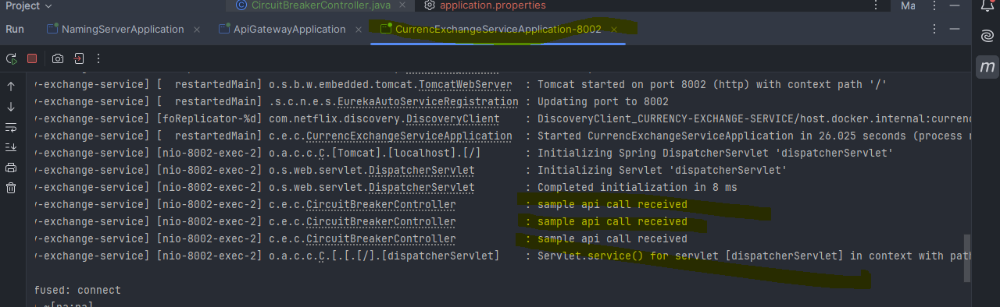 Project
CircuitBreakerController.java
application.properties
Ma
Run
NamingServerApplication
ApiGatewayApplication
CurrencExchangeServiceApplication-8002
y-exchange-service] [  restartedMain] o.s.b.w.embedded.tomcat.TomcatWebServer  : Tomcat started on port 8002 (http) with context path '/'
y-exchange-service] [  restartedMain] .s.c.n.e.s.EurekaAutoServiceRegistration : Updating port to 8002
y-exchange-service] [foReplicator-%d] com.netflix.discovery.DiscoveryClient    : DiscoveryClient_CURRENCY-EXCHANGE-SERVICE/host.docker.internal:currenc
y-exchange-service] [  restartedMain] c.e.c.CurrencExchangeServiceApplication  : Started CurrencExchangeServiceApplication in 26.025 seconds (process r
y-exchange-service] [nio-8002-exec-2] o.a.c.c.C.[Tomcat].[localhost].[/]       : Initializing Spring DispatcherServlet 'dispatcherServlet'
y-exchange-service] [nio-8002-exec-2] o.s.web.servlet.DispatcherServlet        : Initializing Servlet 'dispatcherServlet'
y-exchange-service] [nio-8002-exec-2] o.s.web.servlet.DispatcherServlet        : Completed initialization in 8 ms
y-exchange-service] [nio-8002-exec-2] c.e.c.CircuitBreakerController           : sample api call received
y-exchange-service] [nio-8002-exec-2] c.e.c.CircuitBreakerController           : sample api call received
y-exchange-service] [nio-8002-exec-2] c.e.c.CircuitBreakerController           : sample api call received
y-exchange-service] [nio-8002-exec-2] o.a.c.c.C.[.[.[/].[dispatcherServlet]    : Servlet.service() for servlet [dispatcherServlet] in context with path
fused: connect